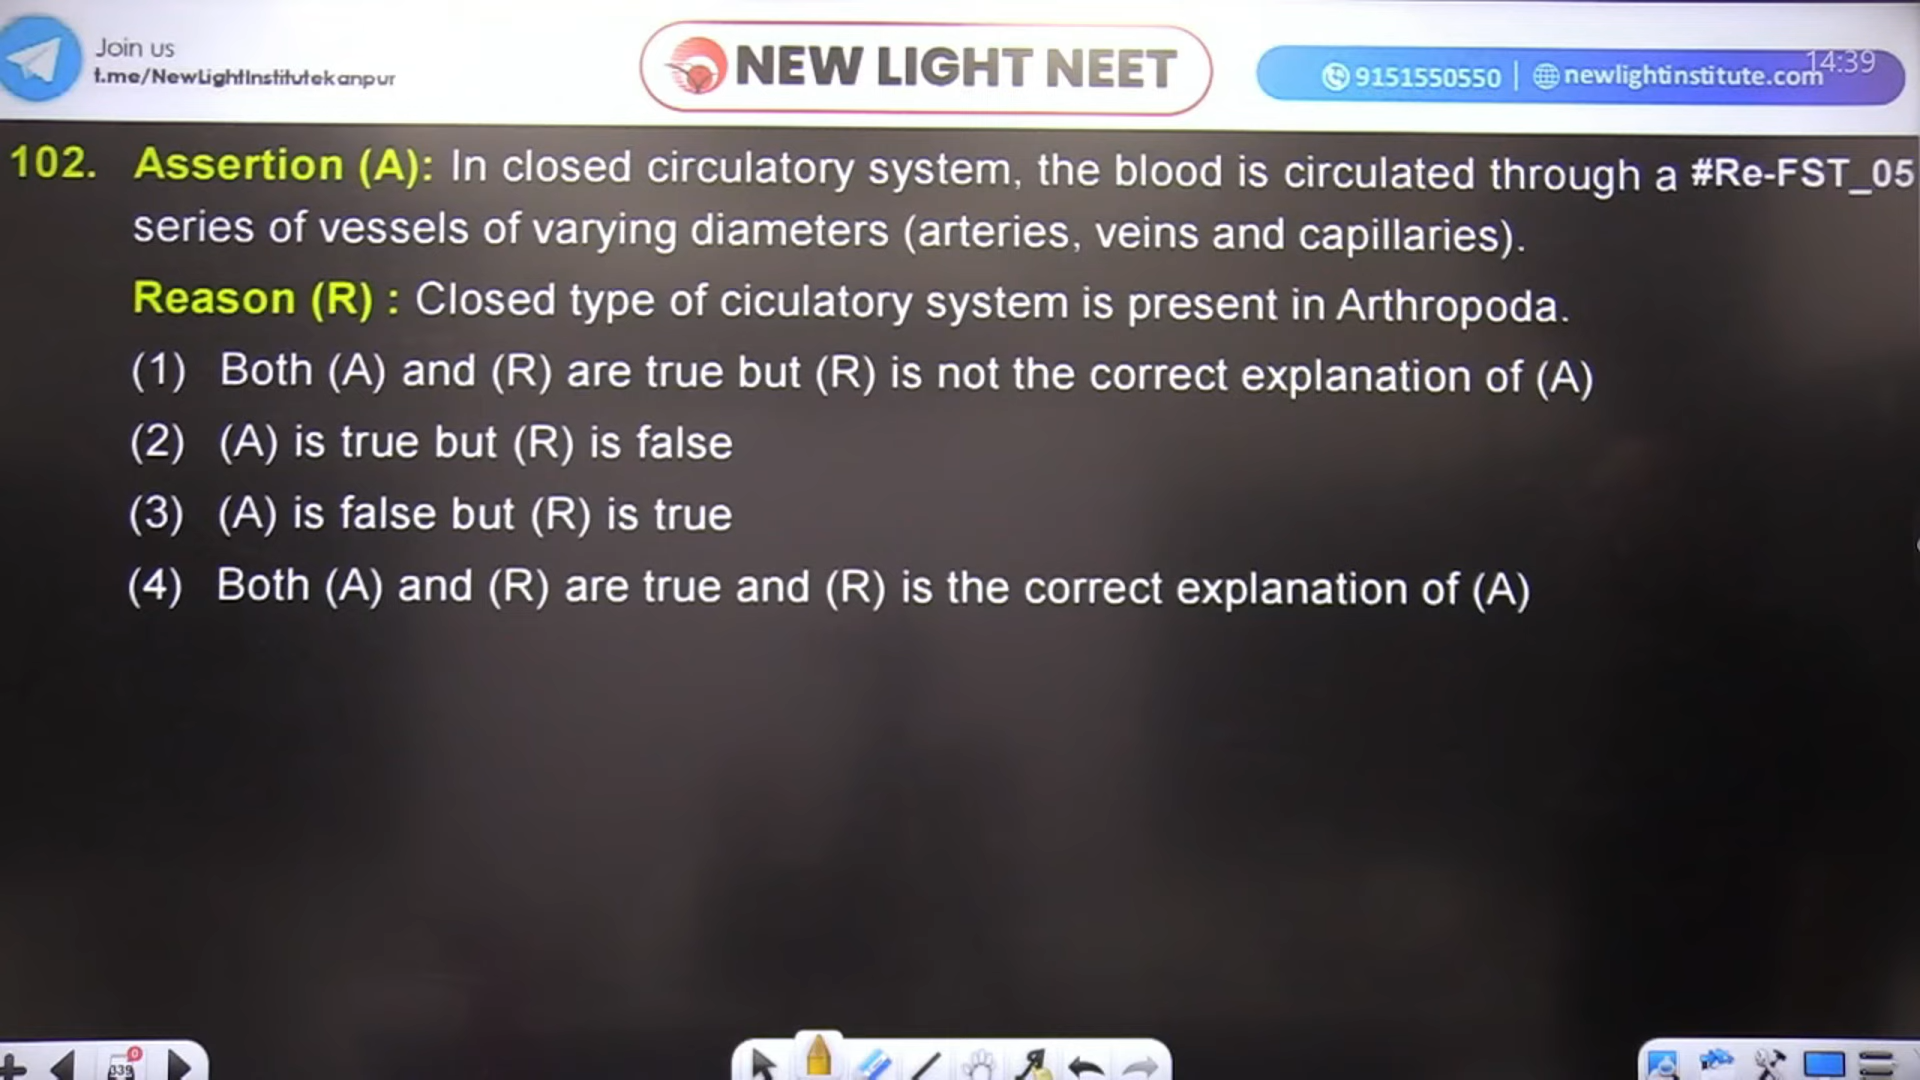 Join us
t.me/NewLightInstitutekanpur
NEW LIGHT NEET
9151550550 | newlightinstitute.com
14:39
102. Assertion (A): In closed circulatory system, the blood is circulated through a #Re-FST_05
series of vessels of varying diameters (arteries, veins and capillaries).
Reason (R) : Closed type of ciculatory system is present in Arthropoda.
(1) Both (A) and (R) are true but (R) is not the correct explanation of (A)
(2) (A) is true but (R) is false
(3) (A) is false but (R) is true
(4) Both (A) and (R) are true and (R) is the correct explanation of (A)
339
0